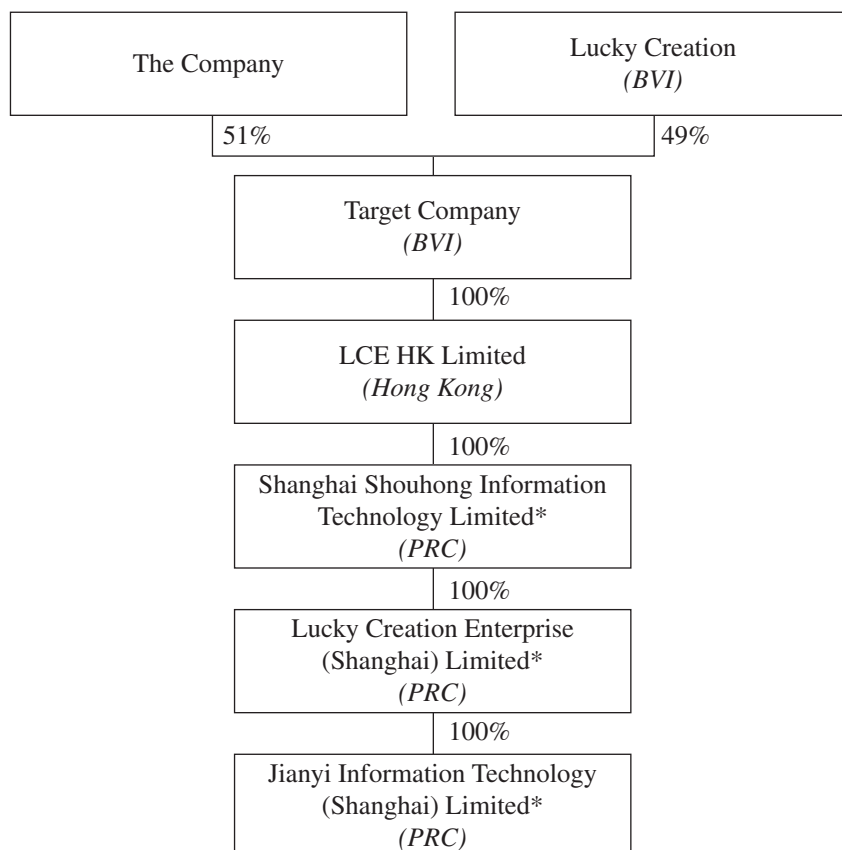 The Company
Lucky Creation
(BVI)
51%
49%
Target Company
(BVI)
100%
LCE HK Limited
(Hong Kong)
100%
Shanghai Shouhong Information
Technology Limited*
(PRC)
100%
Lucky Creation Enterprise
(Shanghai) Limited*
(PRC)
100%
Jianyi Information Technology
(Shanghai) Limited*
(PRC)